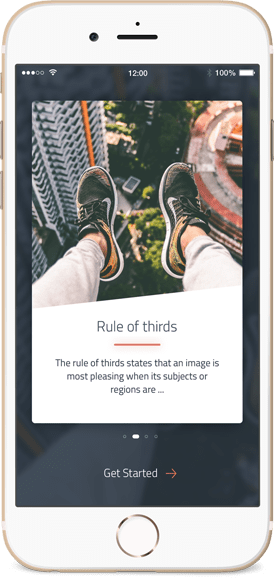 12:00
100%
Rule of thirds
The rule of thirds states that an image is
most pleasing when its subjects or
regions are ...
Get Started